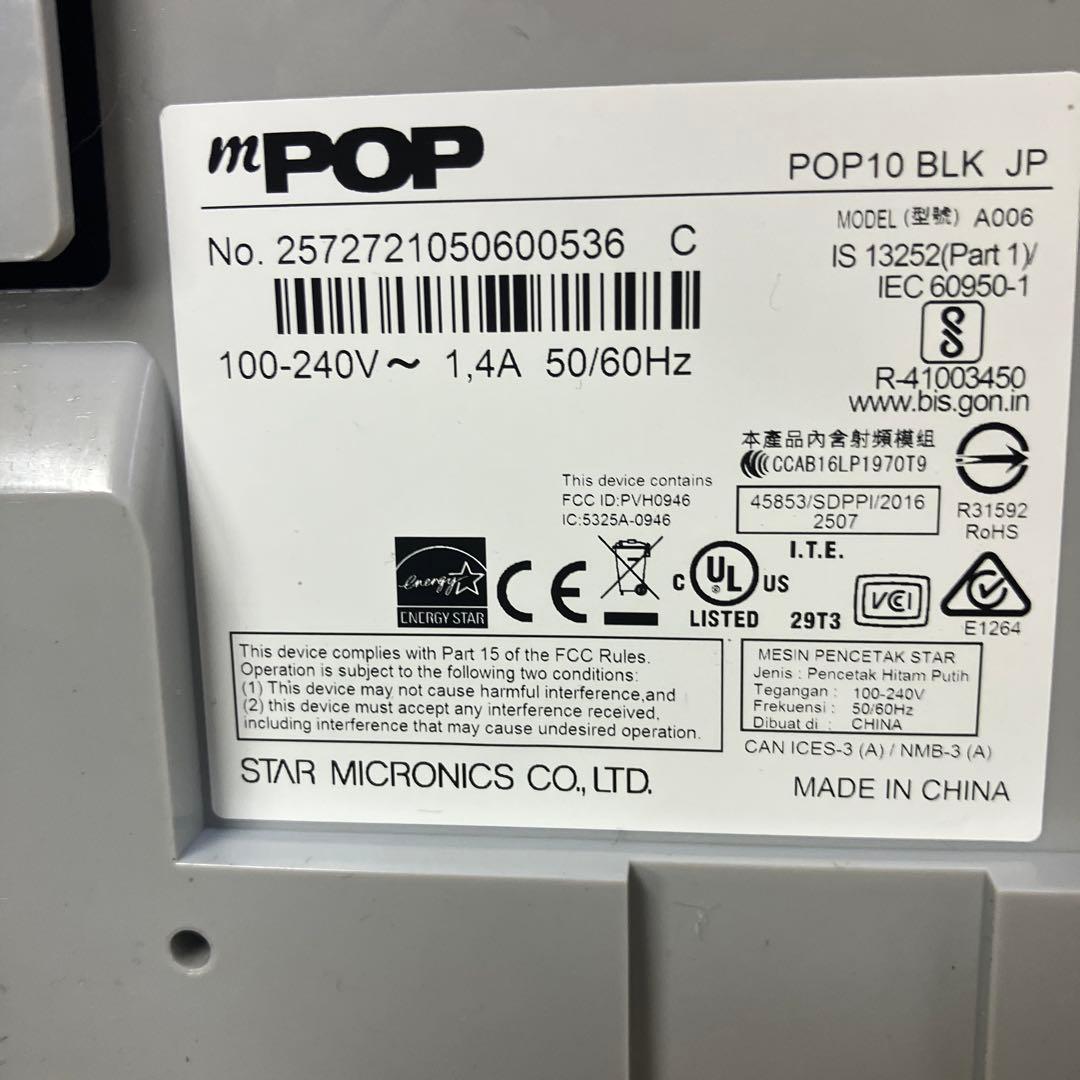 mPOP
POP10 BLK JP
No. 2572721050600536 C
100-240V〜 1,4A 50/60Hz
MODEL (型號) A006
IS 13252(Part 1)/
IEC 60950-1
R-41003450
www.bis.gon.in
本產品內含射頻模組
CCAB16LP1970T9
45853/SDPPI/2016
2507
R31592
RoHS
This device contains
FCC ID:PVH0946
IC:5325A-0946
energy
ENERGY STAR
CE
C UL US
®
LISTED
I.T.E.
29T3
VCCI
E1264
This device complies with Part 15 of the FCC Rules.
Operation is subject to the following two conditions:
(1) This device may not cause harmful interference,and
(2) this device must accept any interference received,
including interference that may cause undesired operation.
MESIN PENCETAK STAR
Jenis : Pencetak Hitam Putih
Tegangan : 100-240V
Frekuensi : 50/60Hz
Dibuat di : CHINA
CAN ICES-3 (A) / NMB-3 (A)
STAR MICRONICS CO., LTD.
MADE IN CHINA